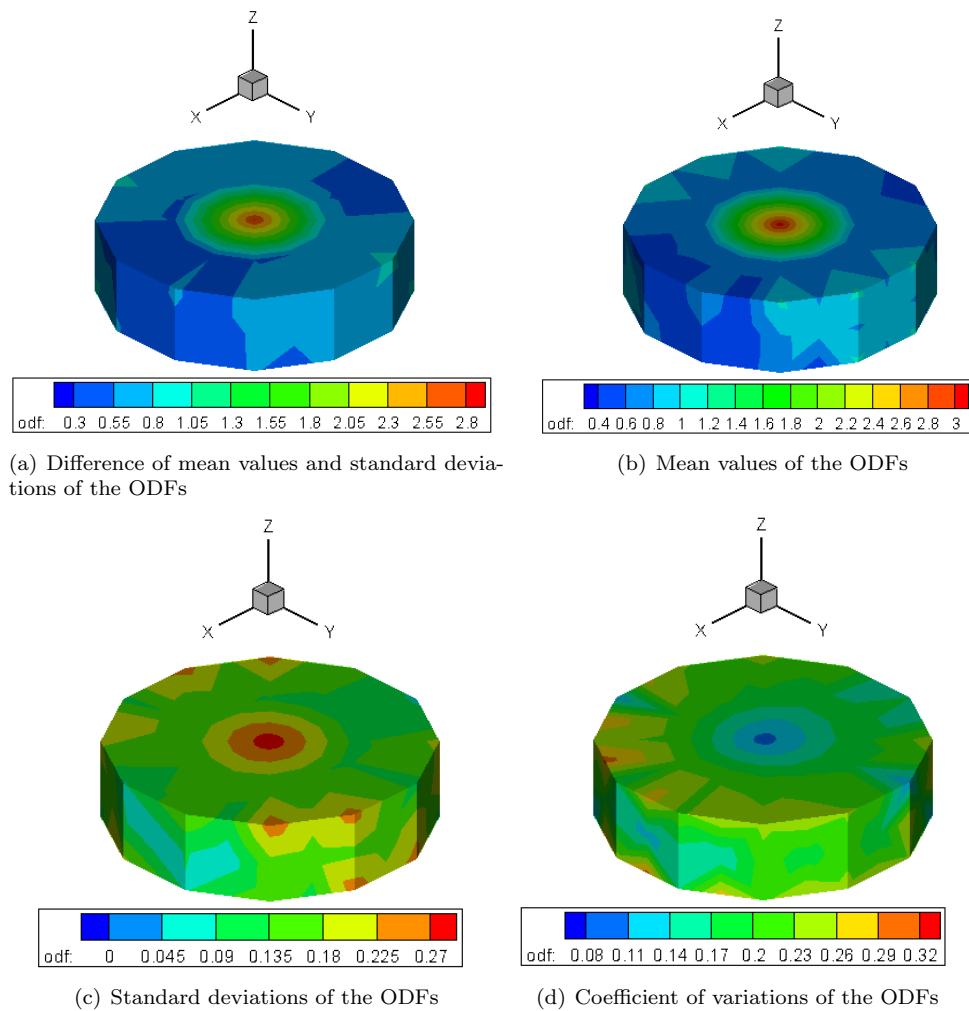 Z
Z
X
Y
X
Y
odf: 0.3 0.55 0.8 1.05 1.3 1.55 1.8 2.05 2.3 2.55 2.8
odf: 0.4 0.6 0.8 1 1.2 1.4 1.6 1.8 2 2.2 2.4 2.6 2.8 3
(a) Difference of mean values and standard devia-
tions of the ODFs
(b) Mean values of the ODFs
Z
Z
X
Y
X
Y
odf: 0 0.045 0.09 0.135 0.18 0.225 0.27
odf: 0.08 0.11 0.14 0.17 0.2 0.23 0.26 0.29 0.32
(c) Standard deviations of the ODFs
(d) Coefficient of variations of the ODFs